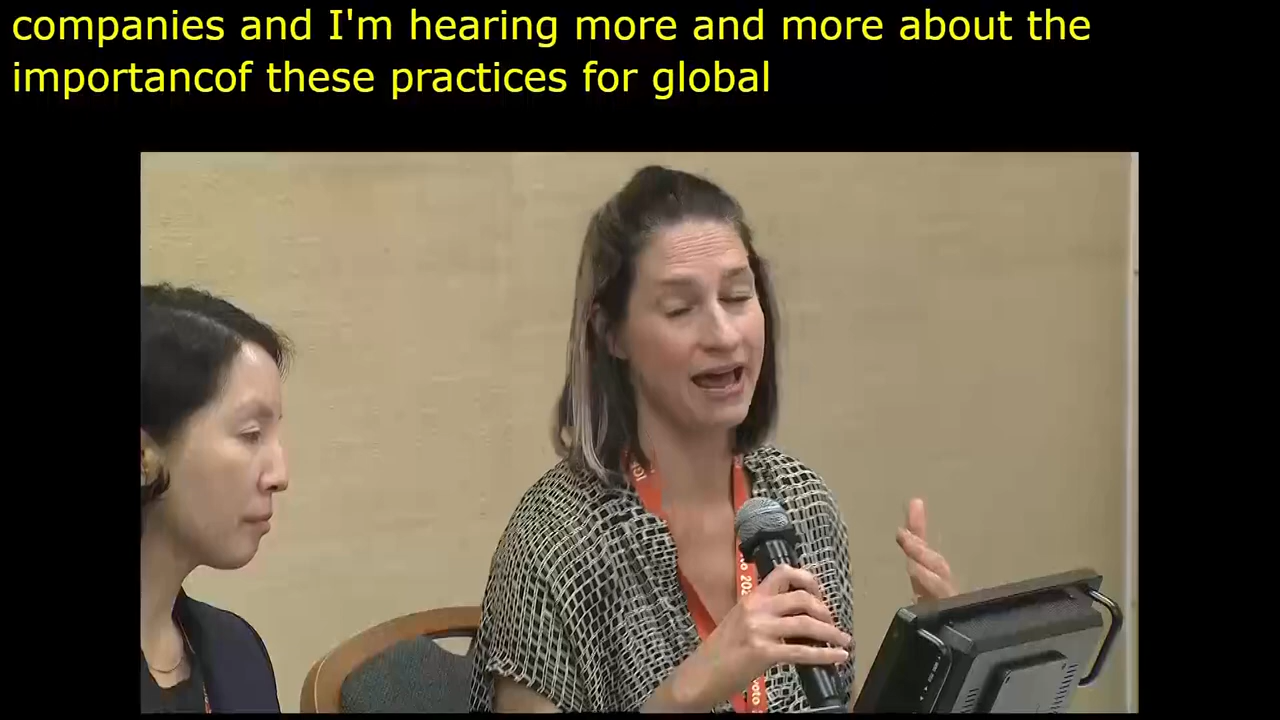 companies and I'm hearing more and more about the
importancof these practices for global